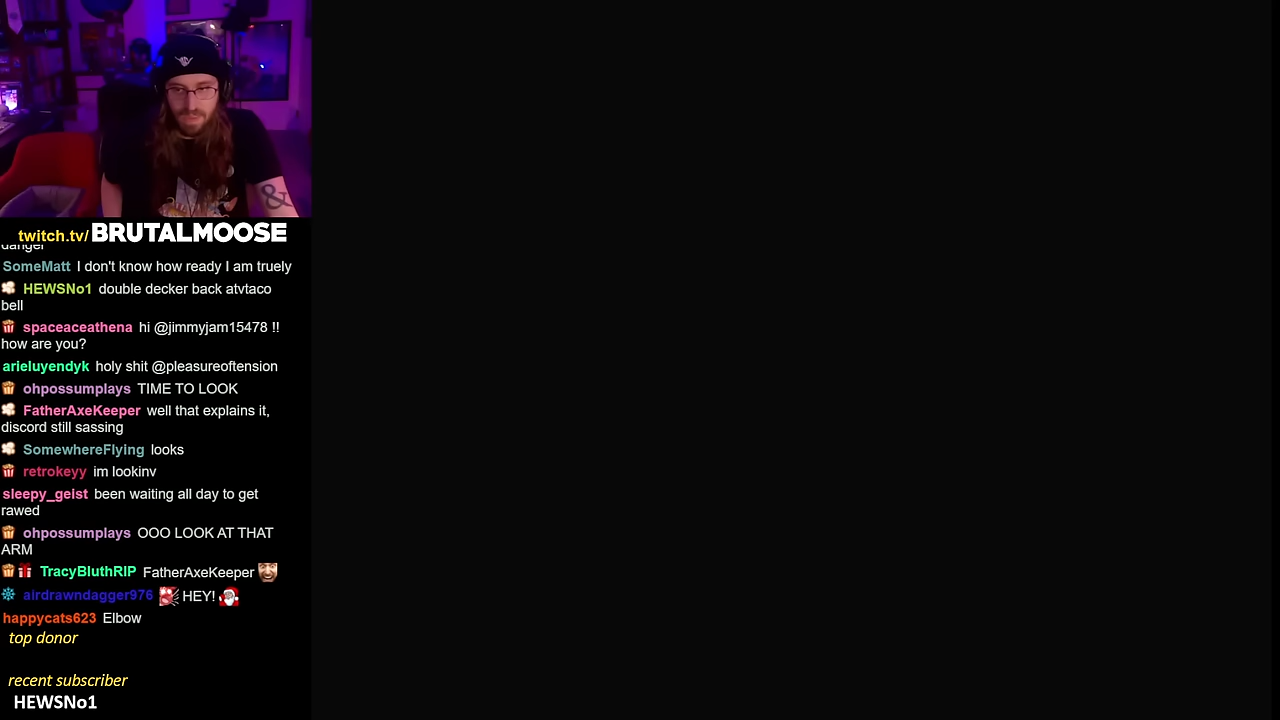 twitch.tv/BRUTALMOOSE
danger
SomeMatt I don't know how ready I am truely
HEWSNo1 double decker back atvtaco
bell
spaceaceathena hi @jimmyjam15478 !!
how are you?
arieluyendyk holy shit @pleasureoftension
ohpossumplays TIME TO LOOK
FatherAxeKeeper well that explains it,
discord still sassing
SomewhereFlying looks
retrokeyy im lookinv
sleepy_geist been waiting all day to get
rawed
ohpossumplays OOO LOOK AT THAT
ARM
TracyBluthRIP FatherAxeKeeper
airdrawndagger976 HEY!
happycats623 Elbow
top donor
recent subscriber
HEWSNo1
&